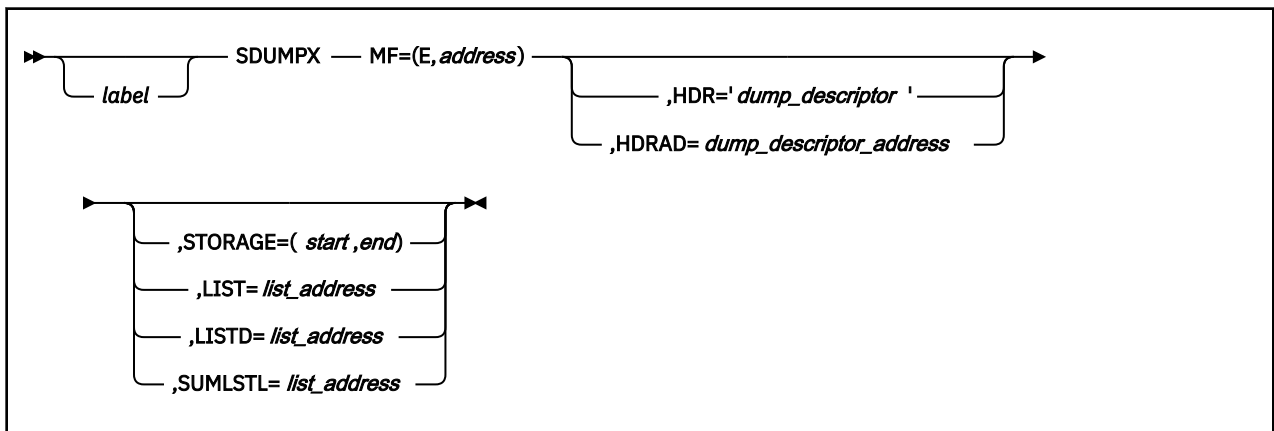 SDUMPX MF=(E, address)
label
,HDR=' dump_descriptor '
,HDRAD= dump_descriptor_address
,STORAGE=( start ,end)
,LIST= list_address
,LISTD= list_address
,SUMLSTL= list_address